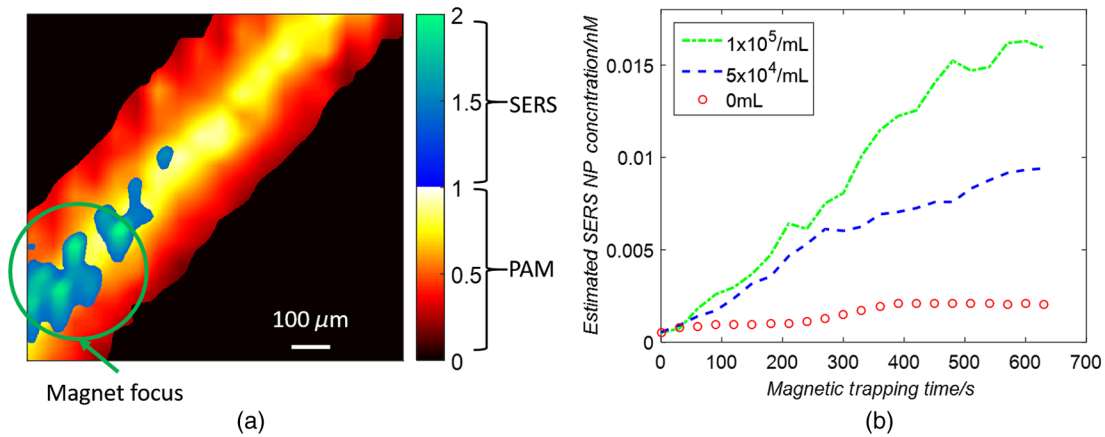 2
1.5
SERS
1
0.5
PAM
0
100 μm
Magnet focus
(a)
Estimated SERS NP concntration/nM
0.015
0.01
0.005
0
1x10⁵/mL
5x10⁴/mL
0mL
0 100 200 300 400 500 600 700
Magnetic trapping time/s
(b)